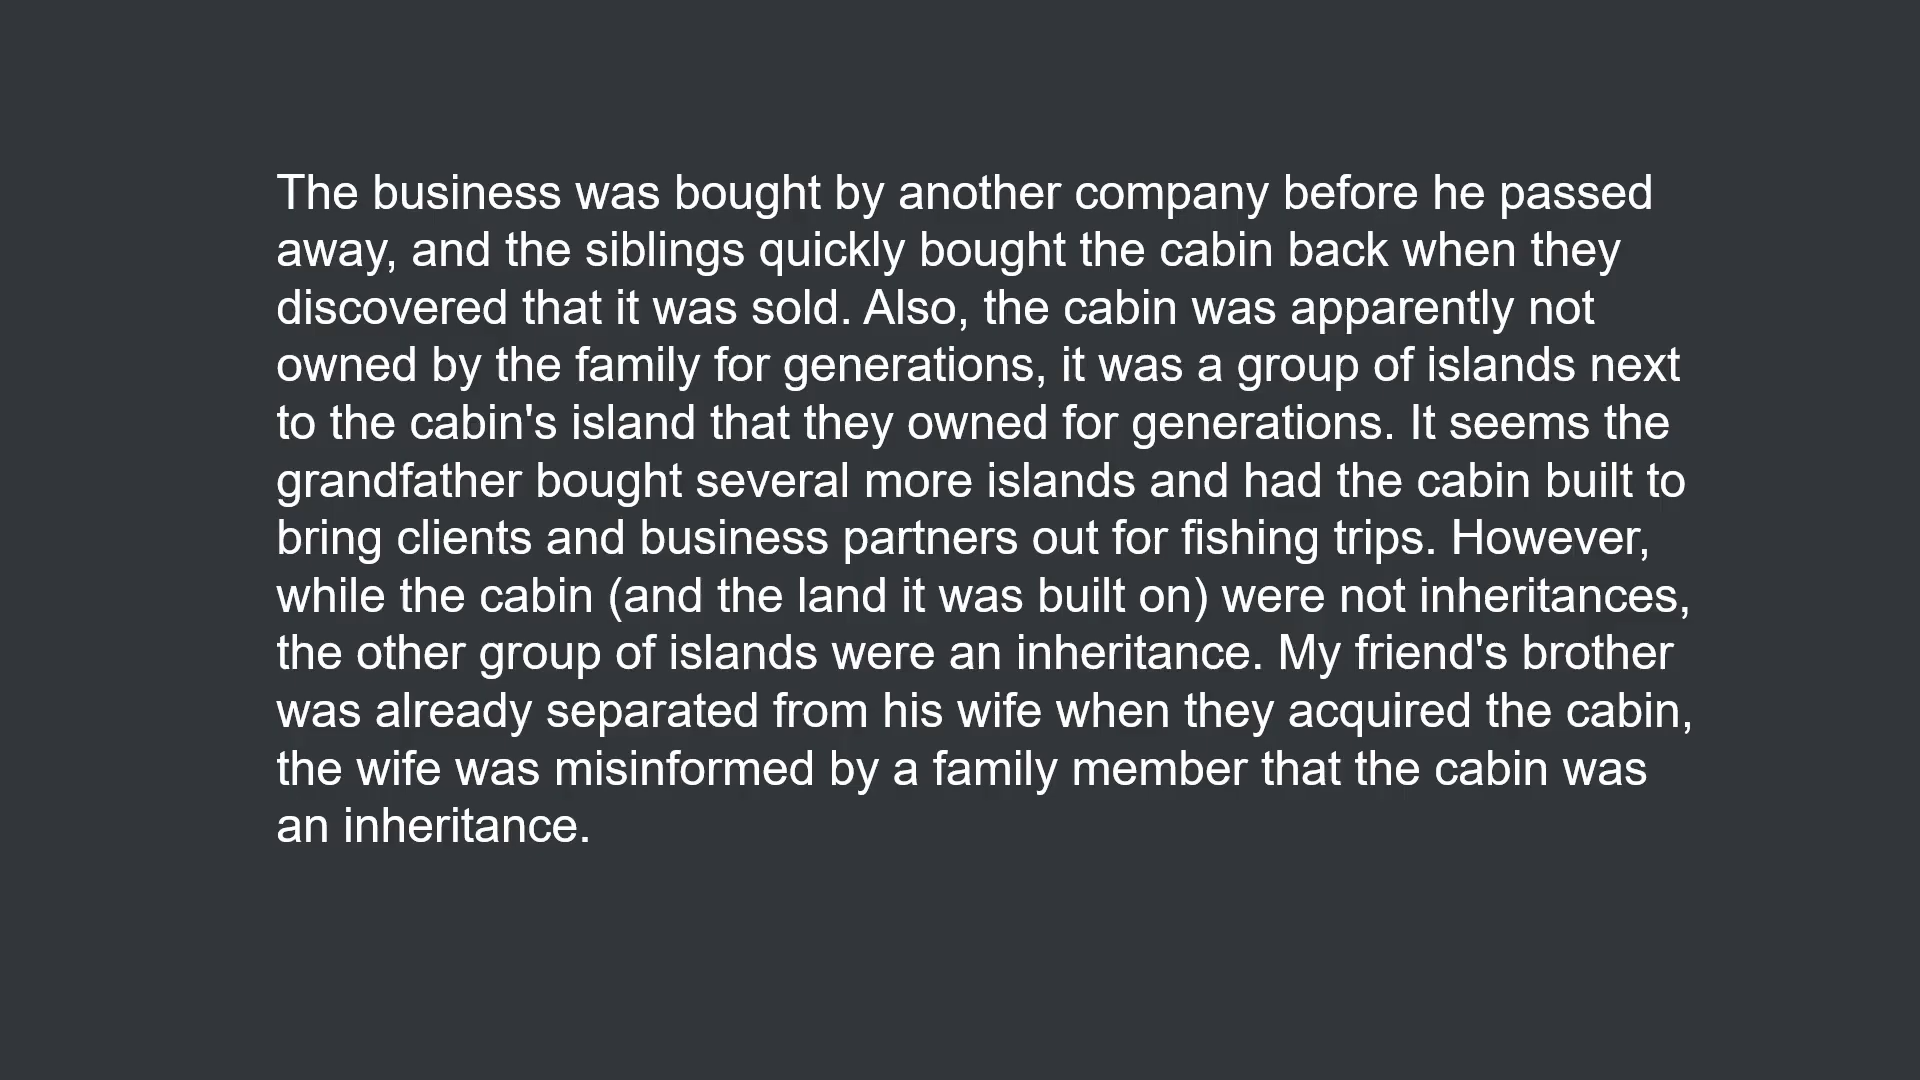 The business was bought by another company before he passed
away, and the siblings quickly bought the cabin back when they
discovered that it was sold. Also, the cabin was apparently not
owned by the family for generations, it was a group of islands next
to the cabin's island that they owned for generations. It seems the
grandfather bought several more islands and had the cabin built to
bring clients and business partners out for fishing trips. However,
while the cabin (and the land it was built on) were not inheritances,
the other group of islands were an inheritance. My friend's brother
was already separated from his wife when they acquired the cabin,
the wife was misinformed by a family member that the cabin was
an inheritance.